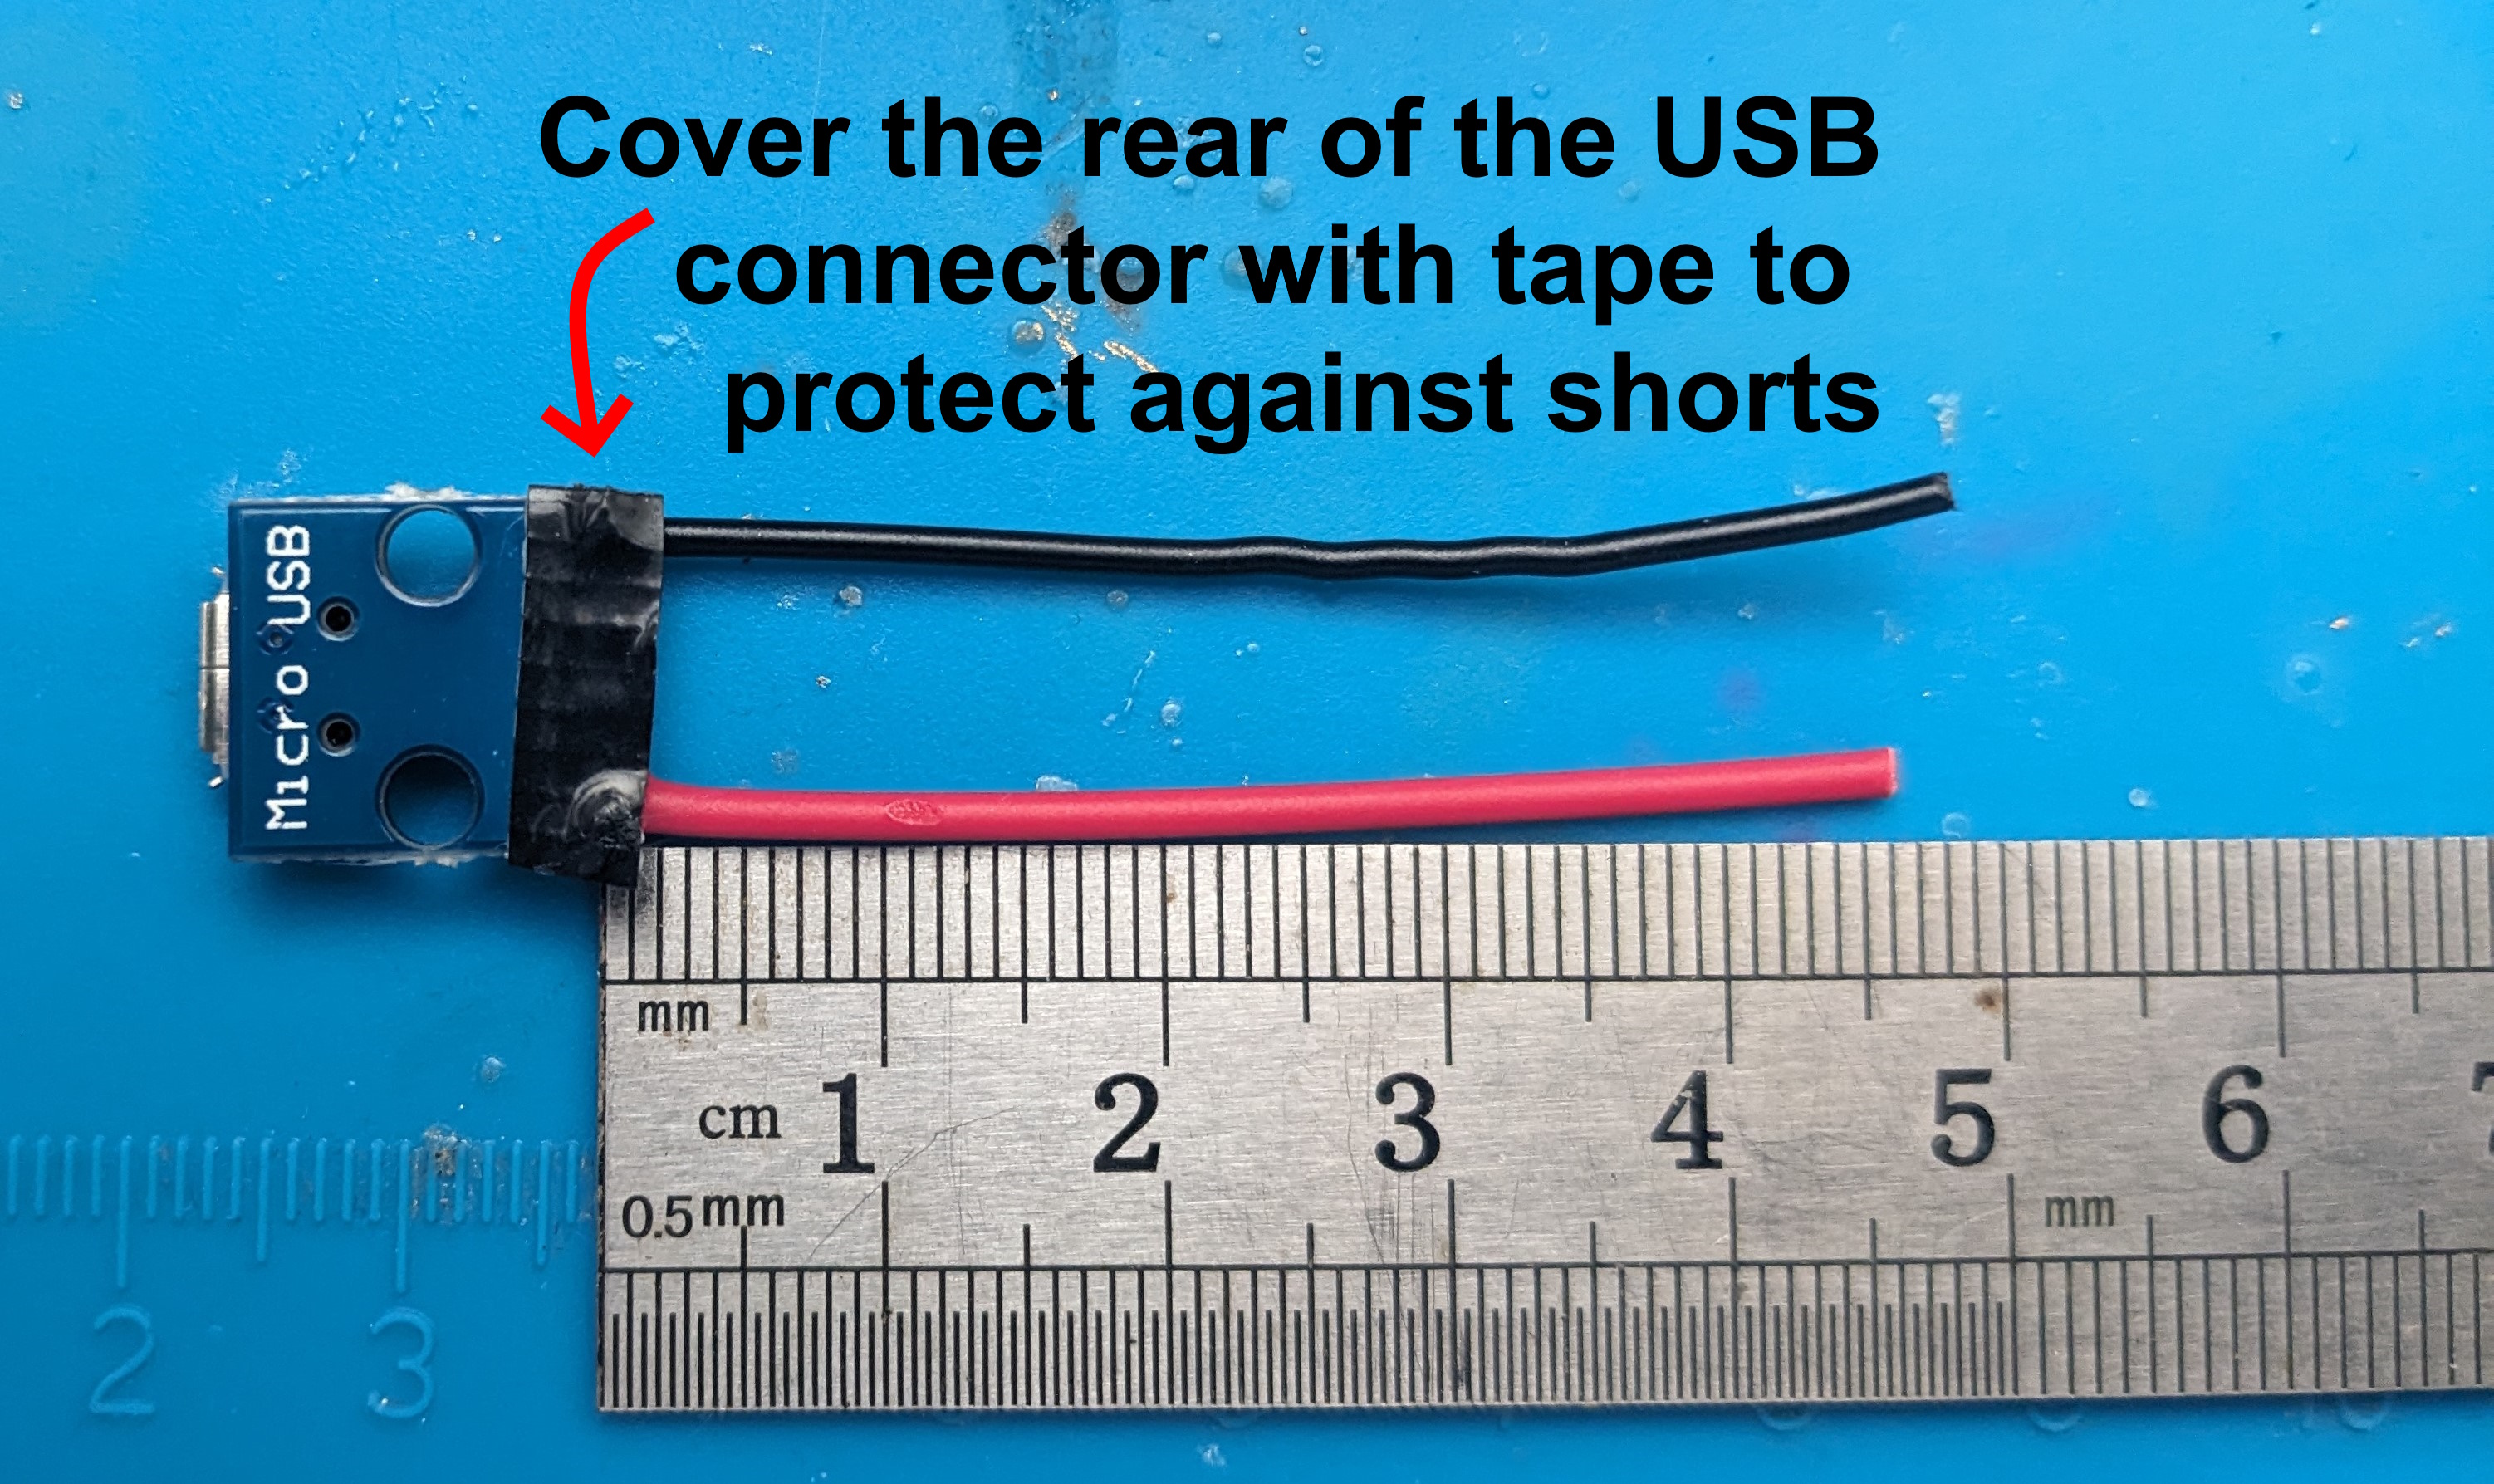 Cover the rear of the USB
connector with tape to
protect against shorts
Micro USB
mm
cm 1 2 3 4 5 6
0.5mm
mm
2 3